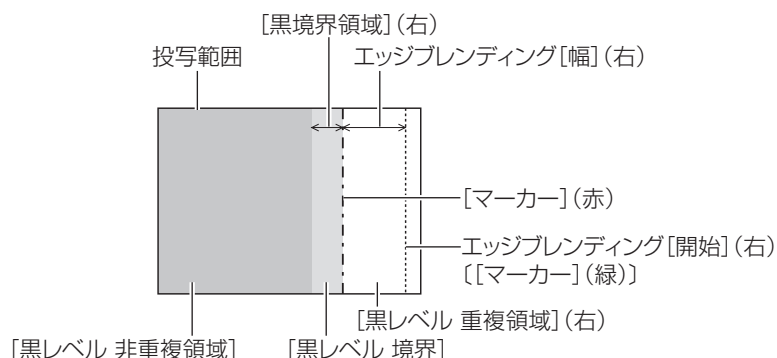 [黒境界領域](右)
投写範囲
エッジブレンディング[幅](右)
[マーカー](赤)
エッジブレンディング[開始](右)
〔[マーカー](緑)〕
[黒レベル 重複領域](右)
[黒レベル 非重複領域]
[黒レベル 境界]